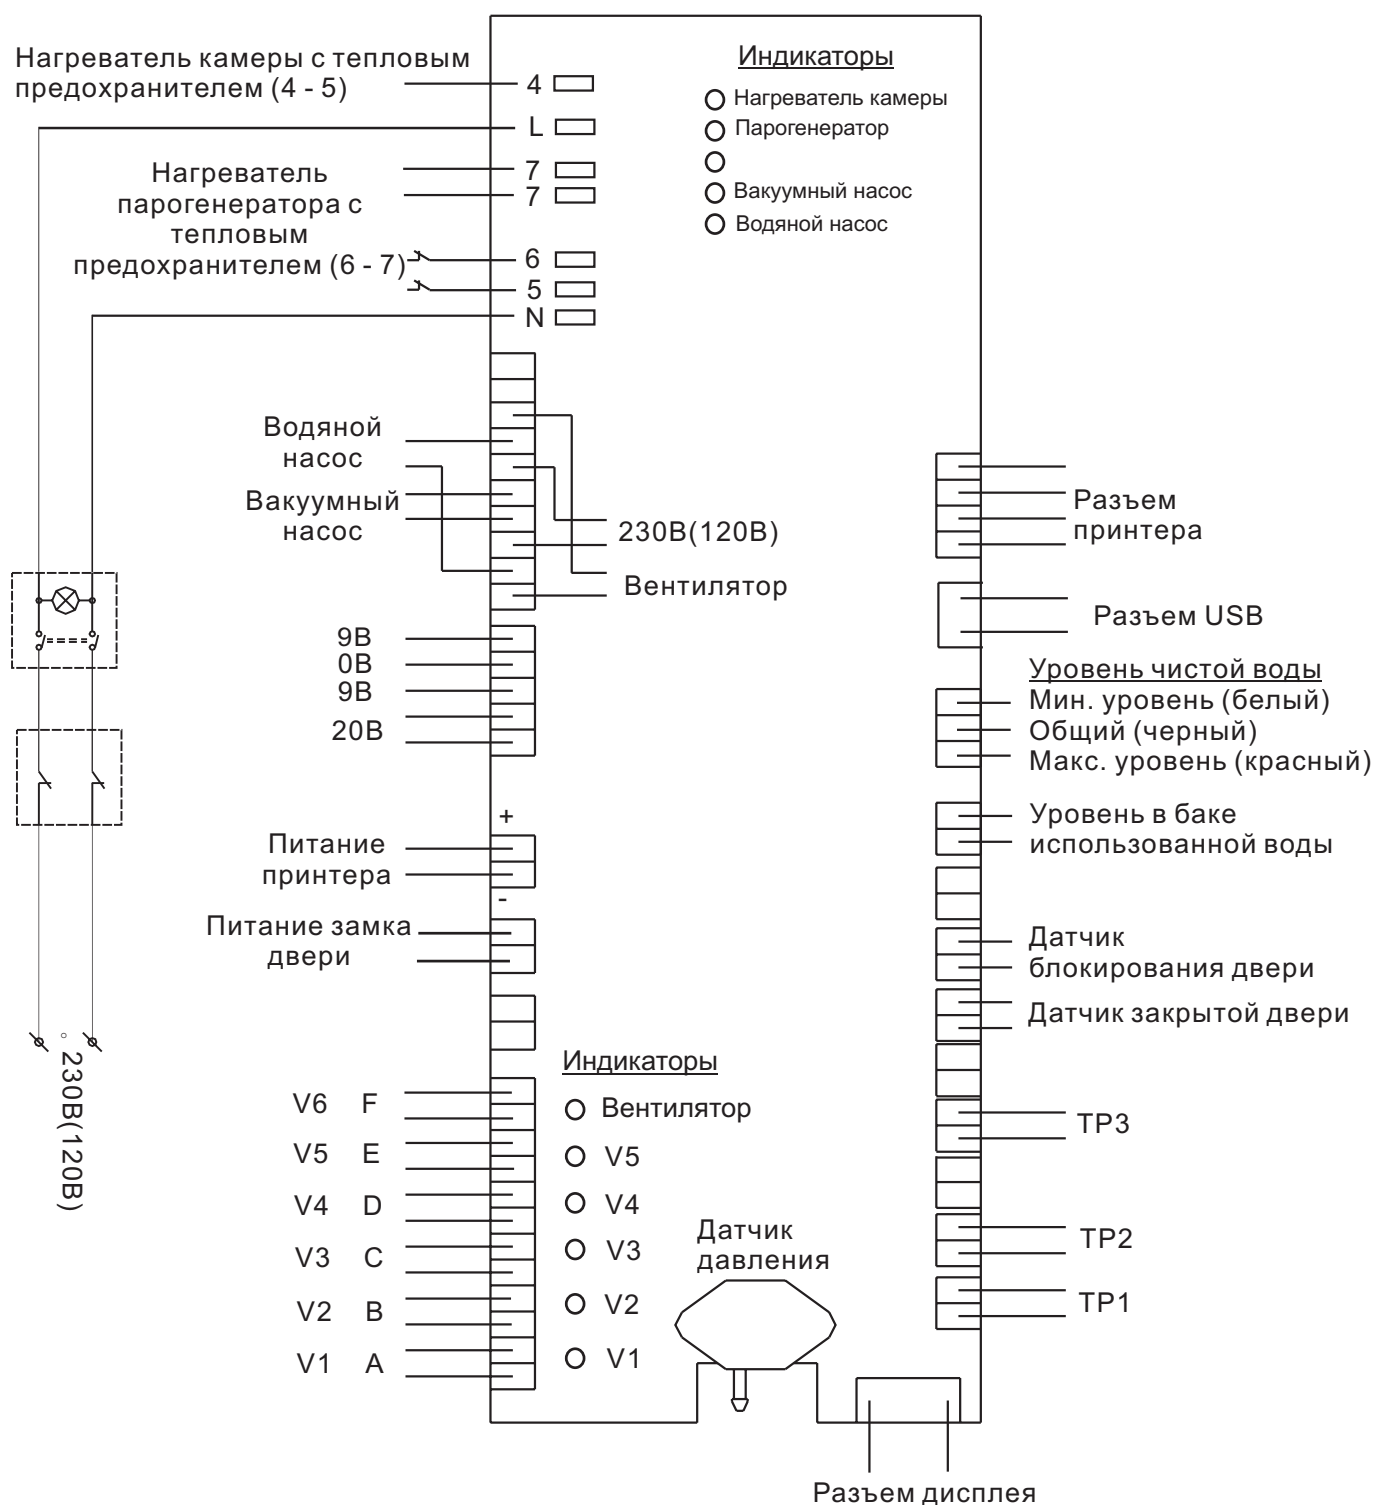 Нагреватель камеры с тепловым
предохранителем (4 - 5)
4
L
Нагреватель
парогенератора с
тепловым
предохранителем (6 - 7)
7
7
6
5
N
Индикаторы
Нагреватель камеры
Парогенератор
Вакуумный насос
Водяной насос
Водяной
насос
Вакуумный
насос
230В(120В)
Вентилятор
9В
0В
9В
20В
+
Питание
принтера
-
Питание замка
двери
230В(120В)
V6 F
V5 E
V4 D
V3 C
V2 B
V1 A
Индикаторы
Вентилятор
V5
V4
V3
V2
V1
Датчик
давления
Разъем
принтера
Разъем USB
Уровень чистой воды
Мин. уровень (белый)
Общий (черный)
Макс. уровень (красный)
Уровень в баке
использованной воды
Датчик
блокирования двери
Датчик закрытой двери
TP3
TP2
TP1
Разъем дисплея